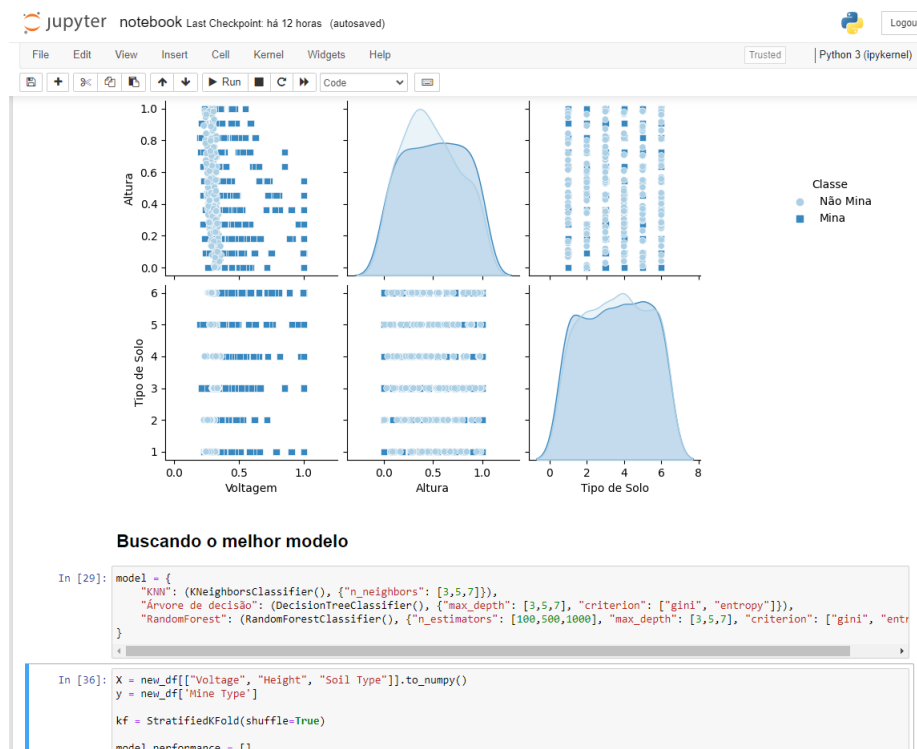 jupyter notebook Last Checkpoint: há 12 horas (autosaved)
Logou
File Edit View Insert Cell Kernel Widgets Help
Trusted
Python 3 (ipykernel)
Run
Code
1.0
0.8
0.6
0.4
0.2
0.0
Altura
Classe
Não Mina
Mina
6
5
4
3
2
1
Tipo de Solo
0.0 0.5 1.0
Voltagem
0.0 0.5 1.0
Altura
0 2 4 6 8
Tipo de Solo
Buscando o melhor modelo
In [29]:
model = {
"KNN": (KNeighborsClassifier(), {"n_neighbors": [3,5,7]}),
"Árvore de decisão": (DecisionTreeClassifier(), {"max_depth": [3,5,7], "criterion": ["gini", "entropy"]}),
"RandomForest": (RandomForestClassifier(), {"n_estimators": [100,500,1000], "max_depth": [3,5,7], "criterion": ["gini", "entr
}
In [36]:
X = new_df[["Voltage", "Height", "Soil Type"]].to_numpy()
y = new_df['Mine Type']
kf = StratifiedKFold(shuffle=True)
model_performance = []